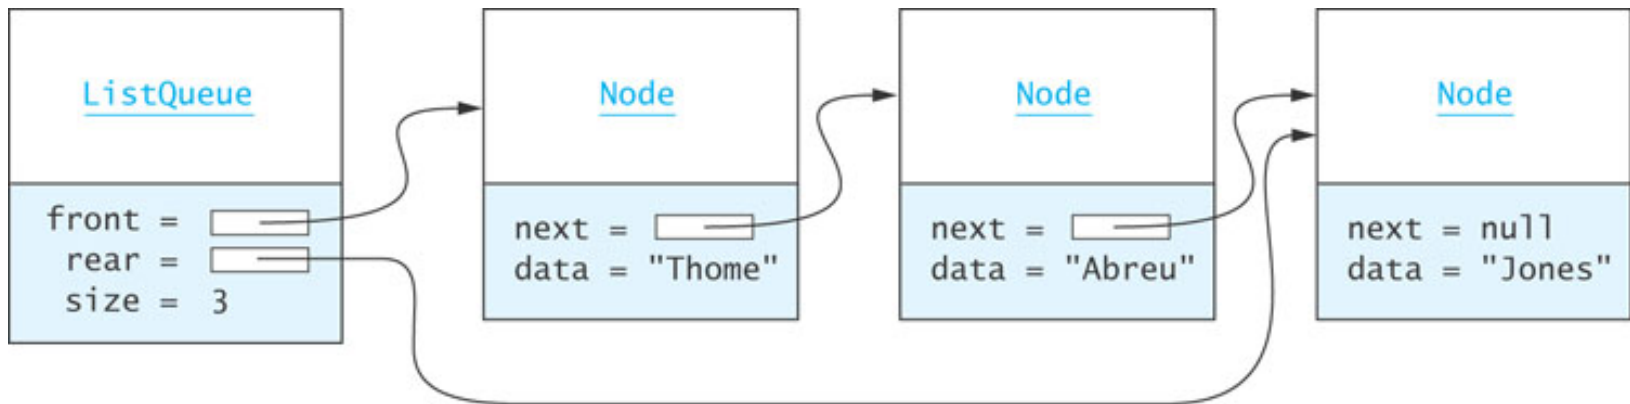 ListQueue
front =
rear =
size = 3
Node
next =
data = "Thome"
Node
next =
data = "Abreu"
Node
next = null
data = "Jones"